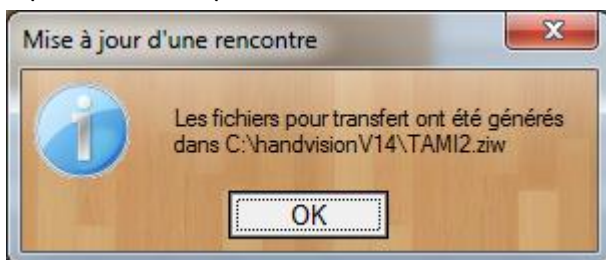 Mise à jour d'une rencontre
Les fichiers pour transfert ont été générés
dans C:\handvisionV14\TAMI2.ziw
OK